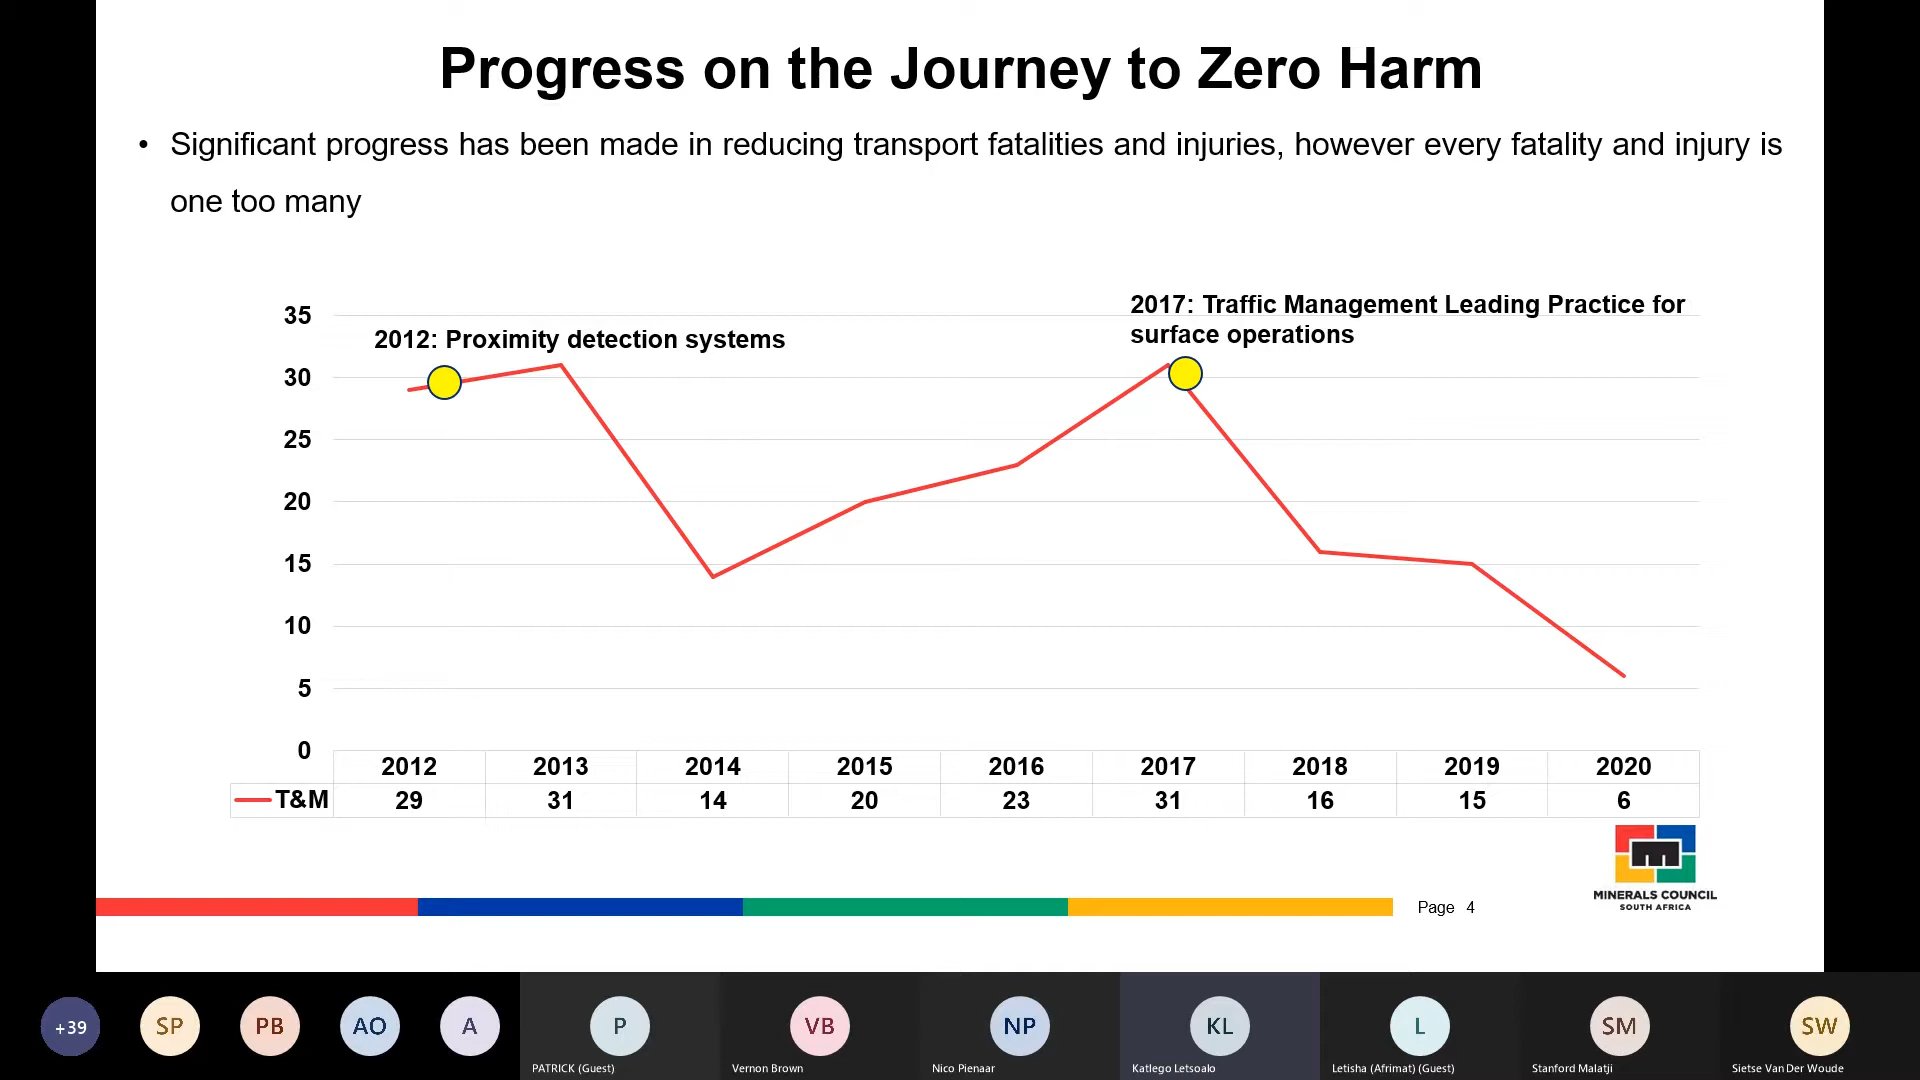 Progress on the Journey to Zero Harm
• Significant progress has been made in reducing transport fatalities and injuries, however every fatality and injury is
one too many
2012: Proximity detection systems
2017: Traffic Management Leading Practice for
surface operations
35
30
25
20
15
10
5
0
2012 2013 2014 2015 2016 2017 2018 2019 2020
T&M 29 31 14 20 23 31 16 15 6
MINERALS COUNCIL
SOUTH AFRICA
Page 4
+39 SP PB AO A P VB NP KL L SM SW
PATRICK (Guest) Vernon Brown Nico Pienaar Katlego Letsoalo Letisha (Afrimat) (Guest) Stanford Malatji Sietse Van Der Woude